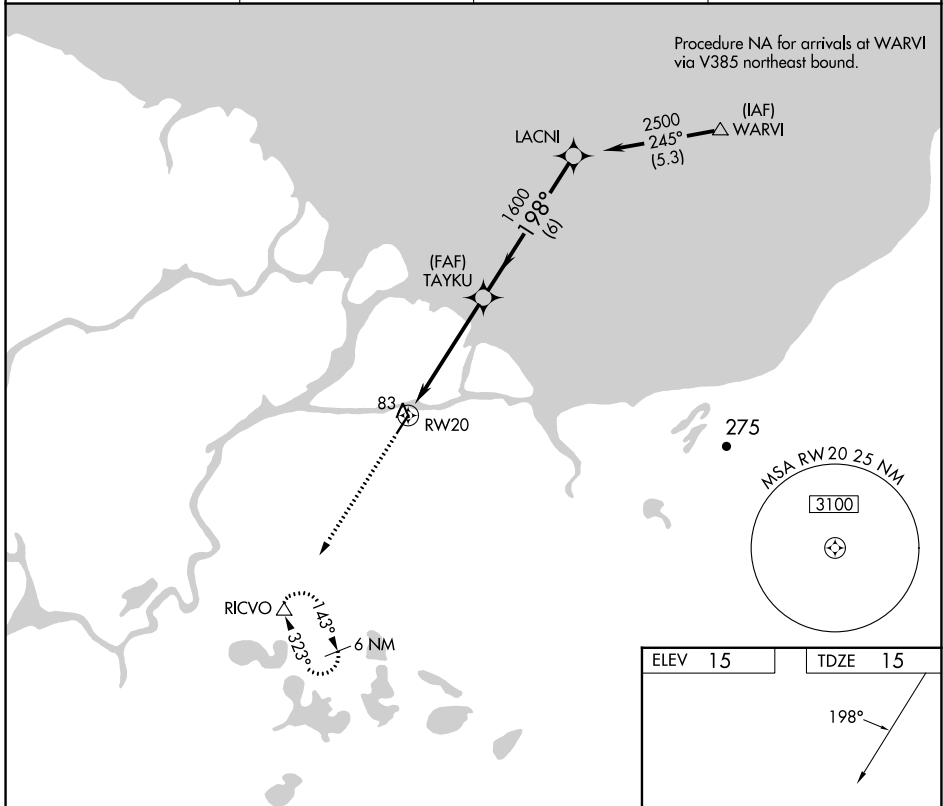 Procedure NA for arrivals at WARVI
via V385 northeast bound.
(IAF)
WARVI
2500
245°
(5.3)
LACNI
1600
198°
(6)
(FAF)
TAYKU
83
RW20
275
MSA RW 20 25 NM
3100
RICVO
143°
323°
6 NM
ELEV 15
TDZE 15
198°